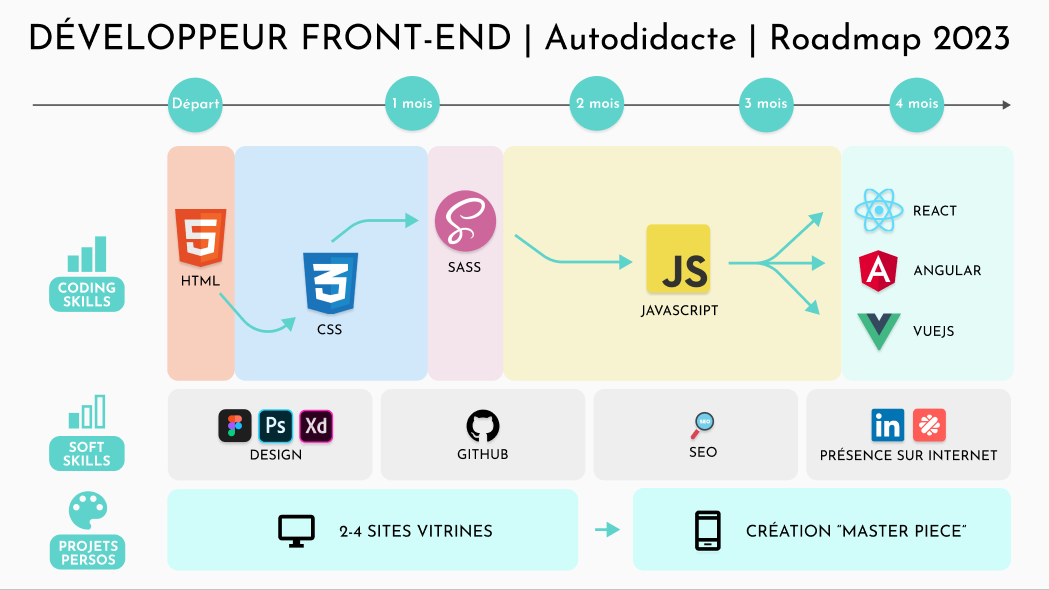 DÉVELOPPEUR FRONT-END | Autodidacte | Roadmap 2023
Départ
1 mois
2 mois
3 mois
4 mois
CODING
SKILLS
HTML
CSS
SASS
JS
JAVASCRIPT
REACT
ANGULAR
VUEJS
SOFT
SKILLS
Ps
Xd
DESIGN
GITHUB
SEO
SEO
in
PRÉSENCE SUR INTERNET
PROJETS
PERSOS
2-4 SITES VITRINES
CRÉATION "MASTER PIECE"